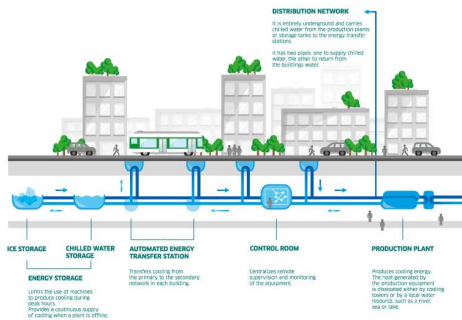 DISTRIBUTION NETWORK
It is entirely underground and carries
chilled water from the production plants
or storage tanks to the energy transfer
stations.
It has two pipes: one to supply chilled
water, the other to return from
the buildings water.
ICE STORAGE
CHILLED WATER
STORAGE
ENERGY STORAGE
Limits the use of machines
to produce cooling during
peak hours.
Provides a continuous supply
of cooling when a plant is offline.
AUTOMATED ENERGY
TRANSFER STATION
Transfers cooling from
the primary to the secondary
network in each building.
CONTROL ROOM
Centralizes remote
supervision and monitoring
of the equipment.
PRODUCTION PLANT
Produces cooling energy.
The heat generated by
the production equipment
is dissipated either by cooling
towers or by a local water
resource, such as a river,
sea or lake.